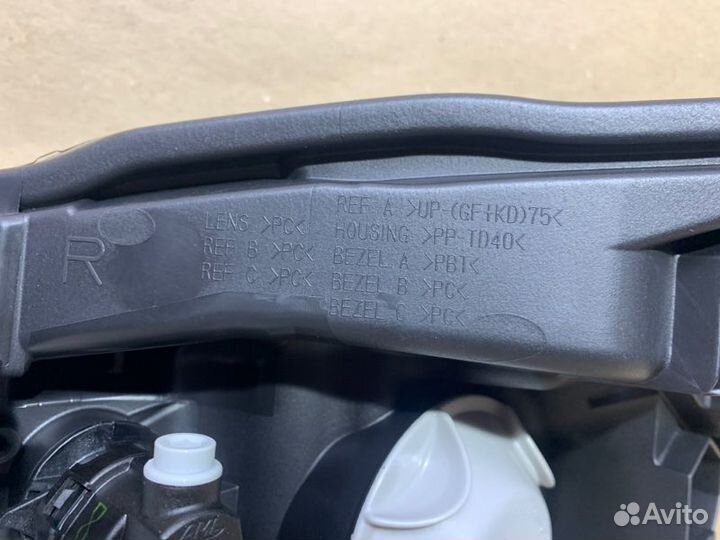 R
LENS >PC<
REF B >PC<
REF C >PC<
REF A >UP-(GF+KD)75<
HOUSING >PP-TD40<
BEZEL A >PBT<
BEZEL B >PC<
BEZEL C >PC<
Avito